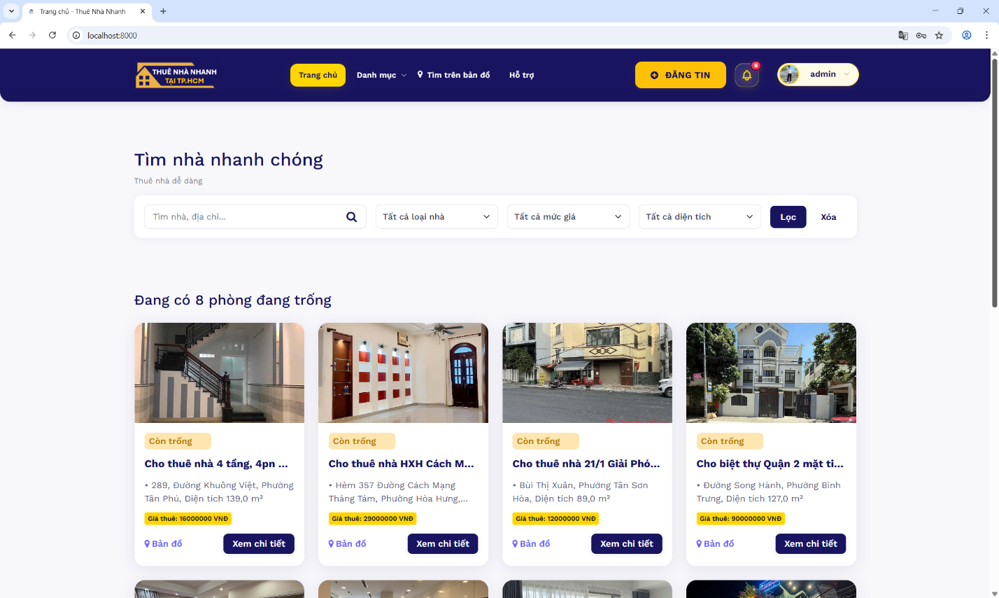 Trang chủ - Thuê Nhà Nhanh
localhost:8000
THUÊ NHÀ NHANH
TẠI TP.HCM
Trang chủ
Danh mục
Tìm trên bản đồ
Hỗ trợ
ĐĂNG TIN
6
admin
Tìm nhà nhanh chóng
Thuê nhà dễ dàng
Tìm nhà, địa chỉ...
Tất cả loại nhà
Tất cả mức giá
Tất cả diện tích
Lọc
Xóa
Đang có 8 phòng đang trống
Còn trống
Cho thuê nhà 4 tầng, 4pn ...
• 289, Đường Khuông Việt, Phường
Tân Phú, Diện tích 139,0 m²
Giá thuê: 16000000 VNĐ
Bản đồ
Xem chi tiết
Còn trống
Cho thuê nhà HXH Cách M...
• Hẻm 357 Đường Cách Mạng
Tháng Tám, Phường Hòa Hưng,...
Giá thuê: 29000000 VNĐ
Bản đồ
Xem chi tiết
Còn trống
Cho thuê nhà 21/1 Giải Phó...
• Bùi Thị Xuân, Phường Tân Sơn
Hòa, Diện tích 89,0 m²
Giá thuê: 12000000 VNĐ
Bản đồ
Xem chi tiết
Còn trống
Cho biệt thự Quận 2 mặt ti...
• Đường Song Hành, Phường Bình
Trưng, Diện tích 127,0 m²
Giá thuê: 90000000 VNĐ
Bản đồ
Xem chi tiết